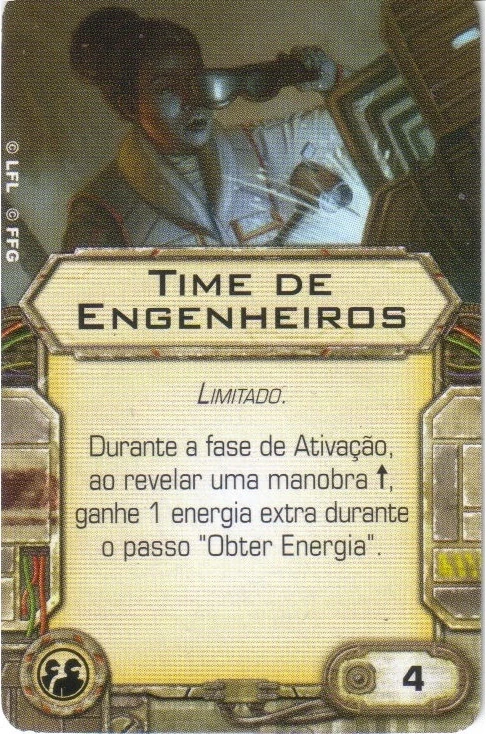 © LFL © FFG
TIME DE
ENGENHEIROS
LIMITADO.
Durante a fase de Ativação,
ao revelar uma manobra ↑,
ganhe 1 energia extra durante
o passo "Obter Energia".
4